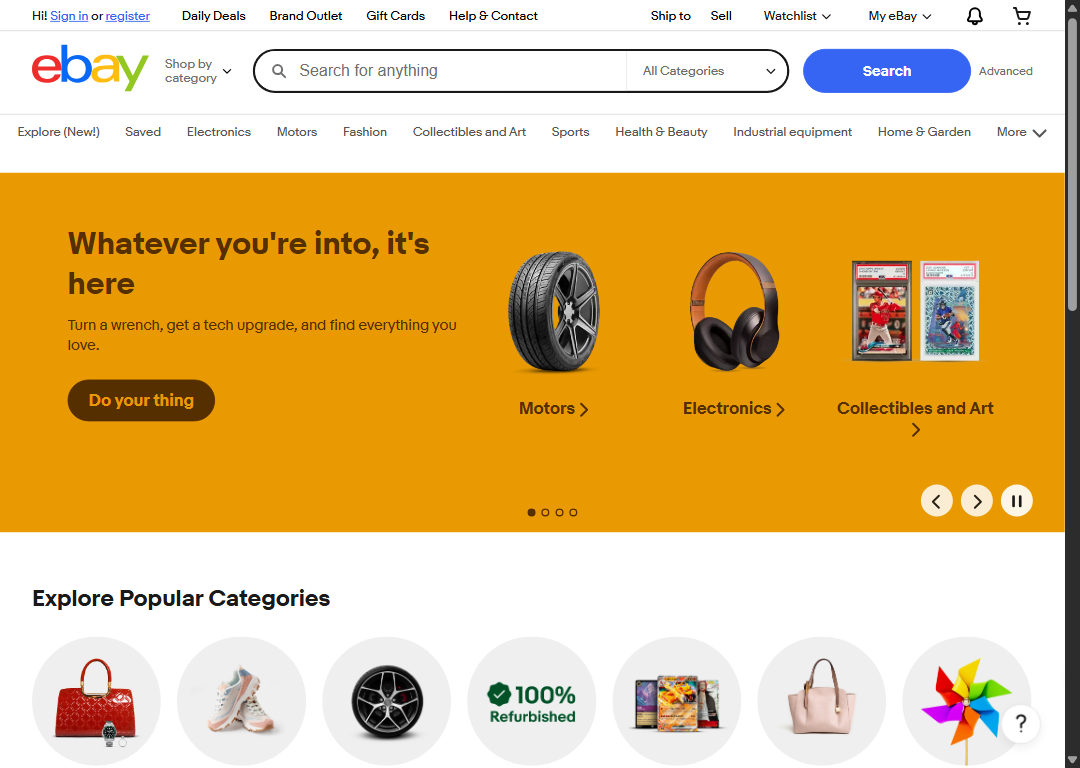 Hi! Sign in or register Daily Deals Brand Outlet Gift Cards Help & Contact Ship to Sell Watchlist My eBay
ebay Shop by category Search for anything All Categories Search Advanced
Explore (New!) Saved Electronics Motors Fashion Collectibles and Art Sports Health & Beauty Industrial equipment Home & Garden More
Whatever you're into, it's
here
Turn a wrench, get a tech upgrade, and find everything you
love.
Do your thing
Motors Electronics Collectibles and Art
Explore Popular Categories
100%
Refurbished
?